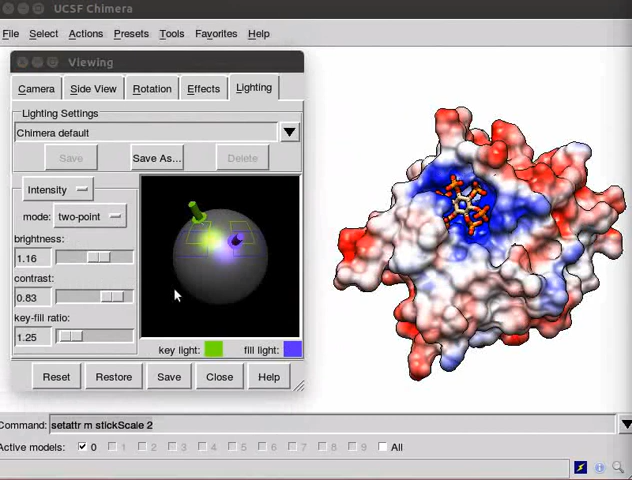 UCSF Chimera
File Select Actions Presets Tools Favorites Help
Viewing
Camera Side View Rotation Effects Lighting
Lighting Settings
Chimera default
Save Save As... Delete
Intensity
mode: two-point
brightness:
1.16
contrast:
0.83
key-fill ratio:
1.25
key light: fill light:
Reset Restore Save Close Help
Command: setattr m stickScale 2
Active models: 0 1 2 3 4 5 6 7 8 9 All